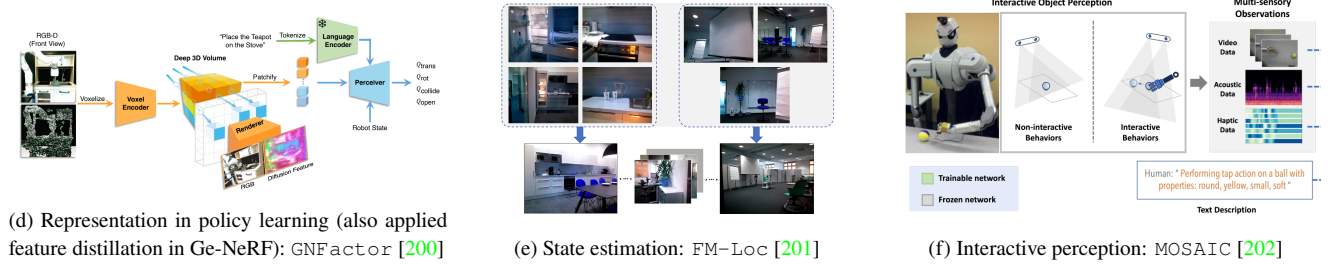 RGB-D
(Front View)
Voxelize
Voxel
Encoder
"Place the Teapot
on the Stove"
Tokenize
Language
Encoder
Deep 3D Volume
Patchify
Perceiver
Robot State
Qtrans
Qrot
Qcollide
Qopen
Renderer
RGB
Diffusion Feature
(d) Representation in policy learning (also applied
feature distillation in Ge-NeRF): GNFactor [200]
(e) State estimation: FM-Loc [201]
Interactive Object Perception
Non-interactive
Behaviors
Interactive
Behaviors
Multi-sensory
Observations
Video
Data
Acoustic
Data
Haptic
Data
Trainable network
Frozen network
Human: " Performing tap action on a ball with
properties: round, yellow, small, soft "
Text Description
(f) Interactive perception: MOSAIC [202]